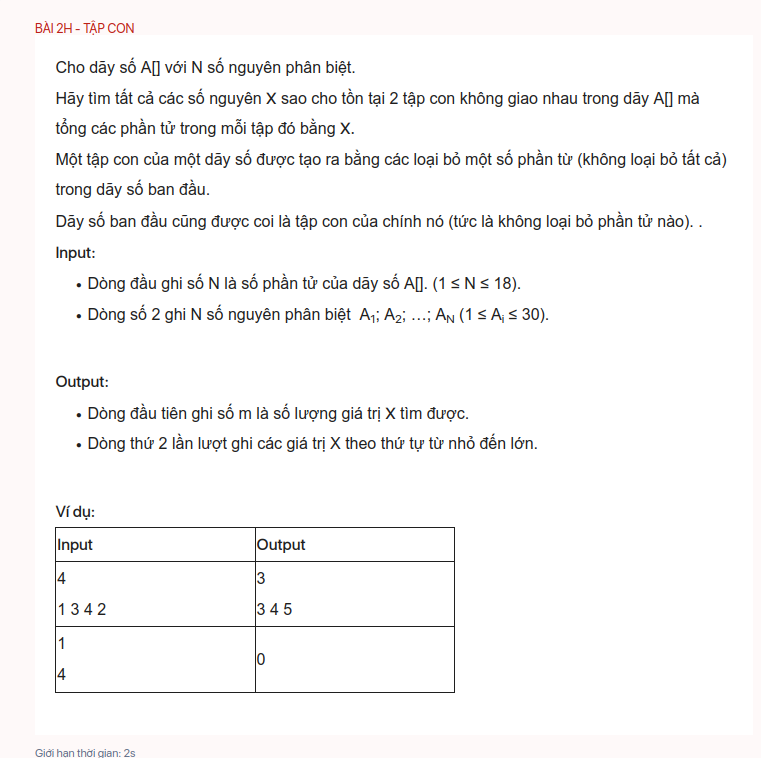 BÀI 2H - TẬP CON
Cho dãy số A[] với N số nguyên phân biệt.
Hãy tìm tất cả các số nguyên X sao cho tồn tại 2 tập con không giao nhau trong dãy A[] mà
tổng các phần tử trong mỗi tập đó bằng X.
Một tập con của một dãy số được tạo ra bằng các loại bỏ một số phần từ (không loại bỏ tất cả)
trong dãy số ban đầu.
Dãy số ban đầu cũng được coi là tập con của chính nó (tức là không loại bỏ phần tử nào). .
Input:
• Dòng đầu ghi số N là số phần tử của dãy số A[]. (1 ≤ N ≤ 18).
• Dòng số 2 ghi N số nguyên phân biệt A₁; A₂; …; A_N (1 ≤ Aᵢ ≤ 30).
Output:
• Dòng đầu tiên ghi số m là số lượng giá trị X tìm được.
• Dòng thứ 2 lần lượt ghi các giá trị X theo thứ tự từ nhỏ đến lớn.
Ví dụ:
Input Output
4 3
1 3 4 2 3 4 5
1
4 0
Giới hạn thời gian: 2s